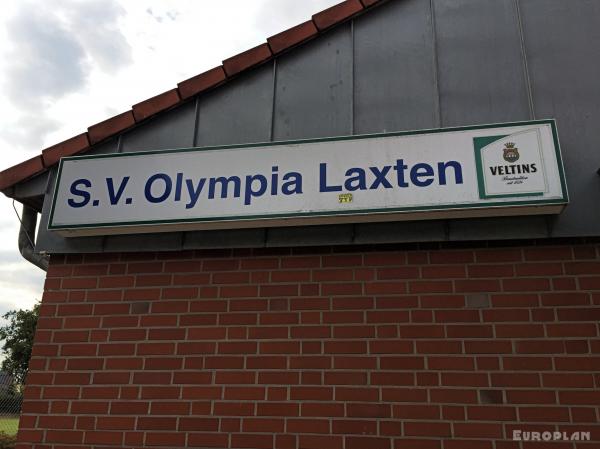 S.V. Olympia Laxten
VELTINS
EUROPLAN